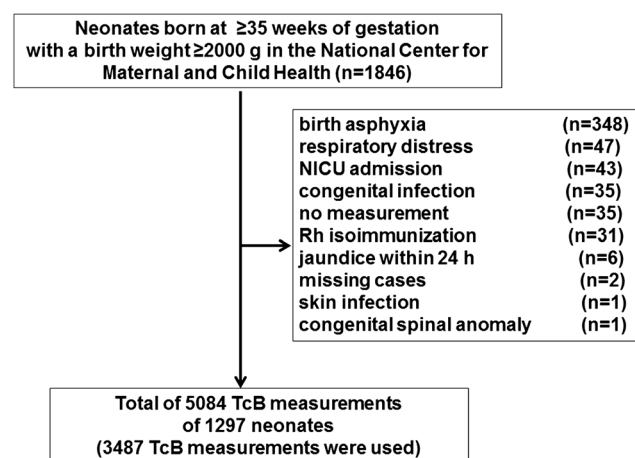 Neonates born at ≥35 weeks of gestation
with a birth weight ≥2000 g in the National Center for
Maternal and Child Health (n=1846)
birth asphyxia (n=348)
respiratory distress (n=47)
NICU admission (n=43)
congenital infection (n=35)
no measurement (n=35)
Rh isoimmunization (n=31)
jaundice within 24 h (n=6)
missing cases (n=2)
skin infection (n=1)
congenital spinal anomaly (n=1)
Total of 5084 TcB measurements
of 1297 neonates
(3487 TcB measurements were used)